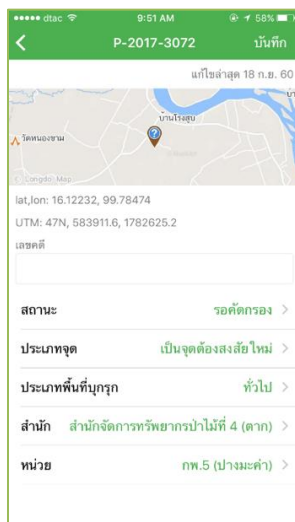 dtac 9:51 AM 58%
P-2017-3072 บันทึก
แก้ไขล่าสุด 18 ก.ย. 60
บ้านโรงสูบ
วัดหนองชาม
© Longdo Map
lat,lon: 16.12232, 99.78474
UTM: 47N, 583911.6, 1782625.2
เลขคดี
สถานะ รอคัดกรอง
ประเภทจุด เป็นจุดต้องสงสัยใหม่
ประเภทพื้นที่บุกรุก ทั่วไป
สำนัก สำนักจัดการทรัพยากรป่าไม้ที่ 4 (ตาก)
หน่วย กพ.5 (ปางมะค่า)